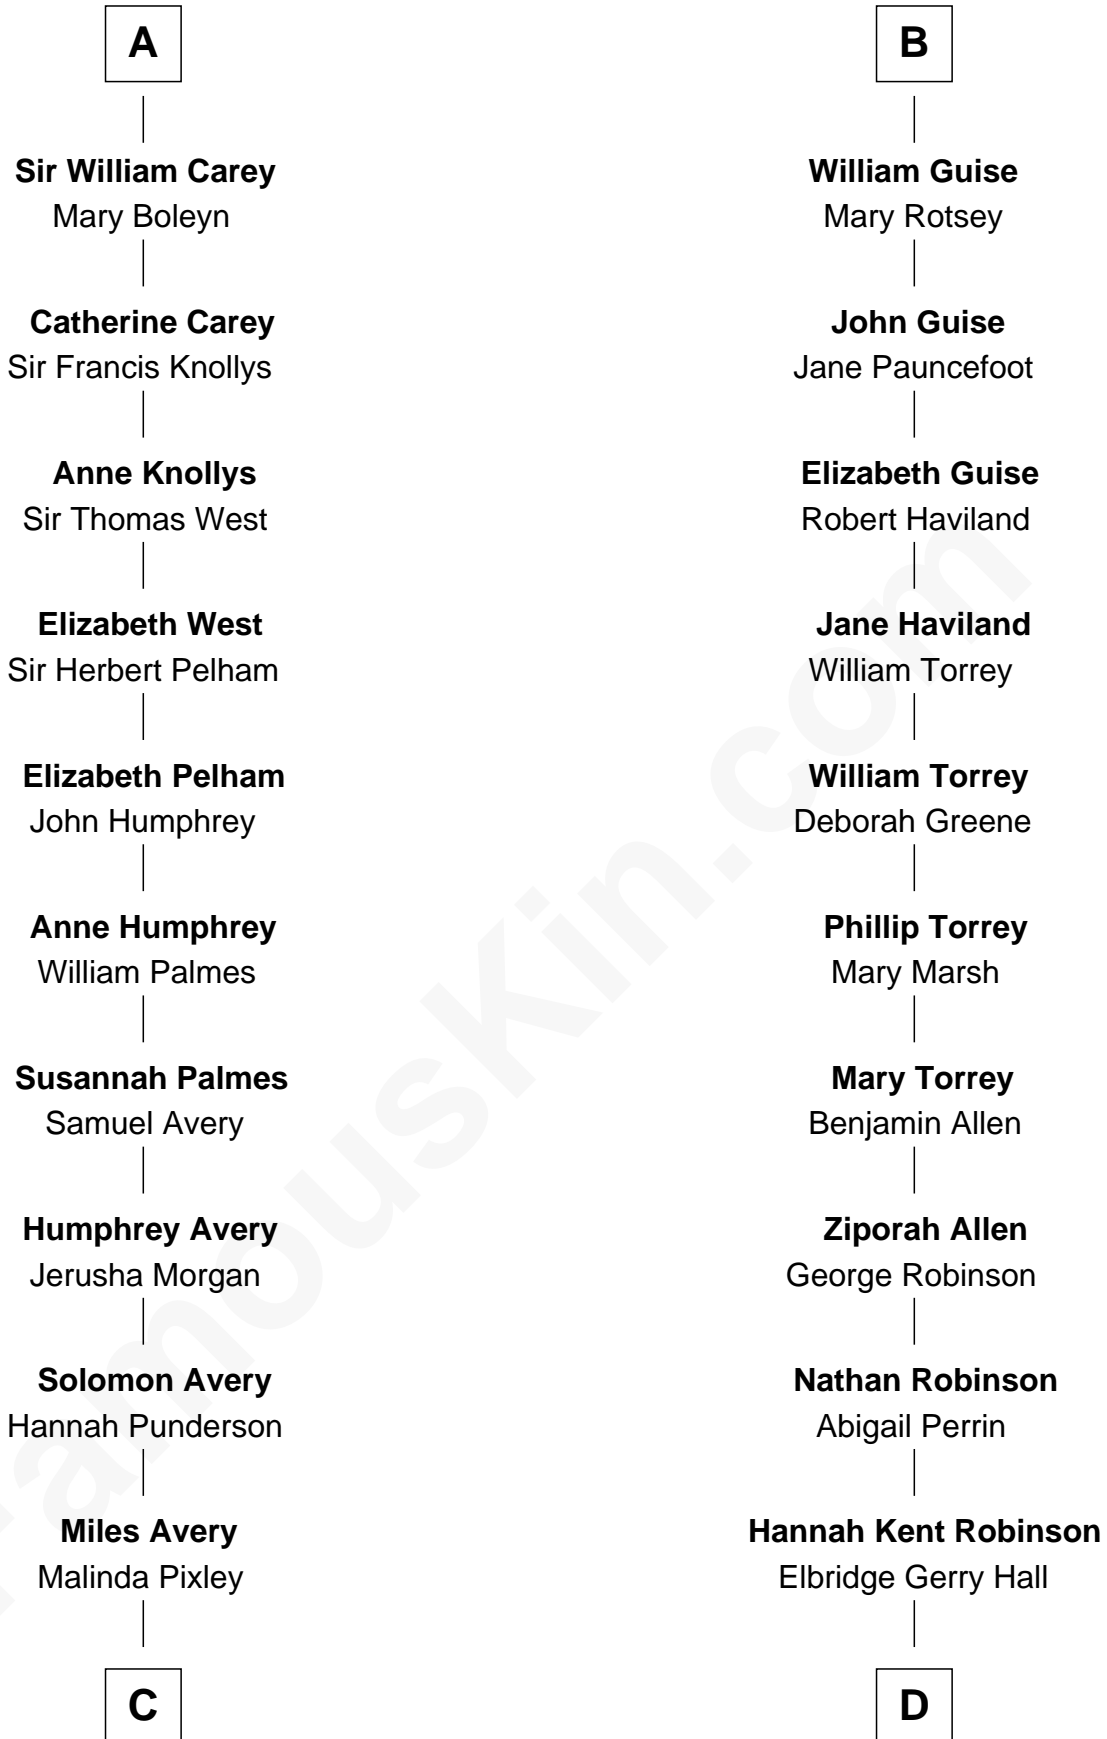 A
Sir William Carey
Mary Boleyn
Catherine Carey
Sir Francis Knollys
Anne Knollys
Sir Thomas West
Elizabeth West
Sir Herbert Pelham
Elizabeth Pelham
John Humphrey
Anne Humphrey
William Palmes
Susannah Palmes
Samuel Avery
Humphrey Avery
Jerusha Morgan
Solomon Avery
Hannah Punderson
Miles Avery
Malinda Pixley
C
B
William Guise
Mary Rotsey
John Guise
Jane Pauncefoot
Elizabeth Guise
Robert Haviland
Jane Haviland
William Torrey
William Torrey
Deborah Greene
Phillip Torrey
Mary Marsh
Mary Torrey
Benjamin Allen
Ziporah Allen
George Robinson
Nathan Robinson
Abigail Perrin
Hannah Kent Robinson
Elbridge Gerry Hall
D
FamousKin.com